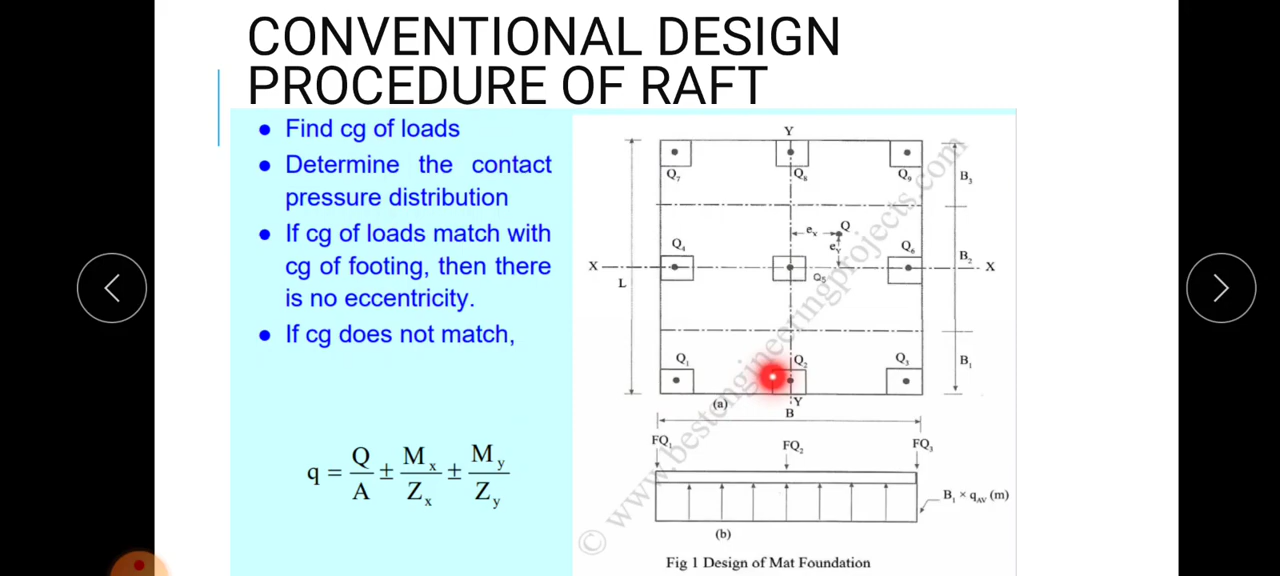 CONVENTIONAL DESIGN
PROCEDURE OF RAFT
● Find cg of loads
● Determine the contact
pressure distribution
● If cg of loads match with
cg of footing, then there
is no eccentricity.
● If cg does not match,
q = Q/A ± Mx/Zx ± My/Zy
Y
Q₇ Q₈ Q₉ B₃
eₓ Q
eᵧ
Q₄ Q₆ B₂
X X
Q₅
L
Q₁ Q₂ Q₃ B₁
(a) Y
B
FQ₁ FQ₂ FQ₃
B₁ × qAV (m)
(b)
Fig 1 Design of Mat Foundation
© www.bestongineeringprojects.com